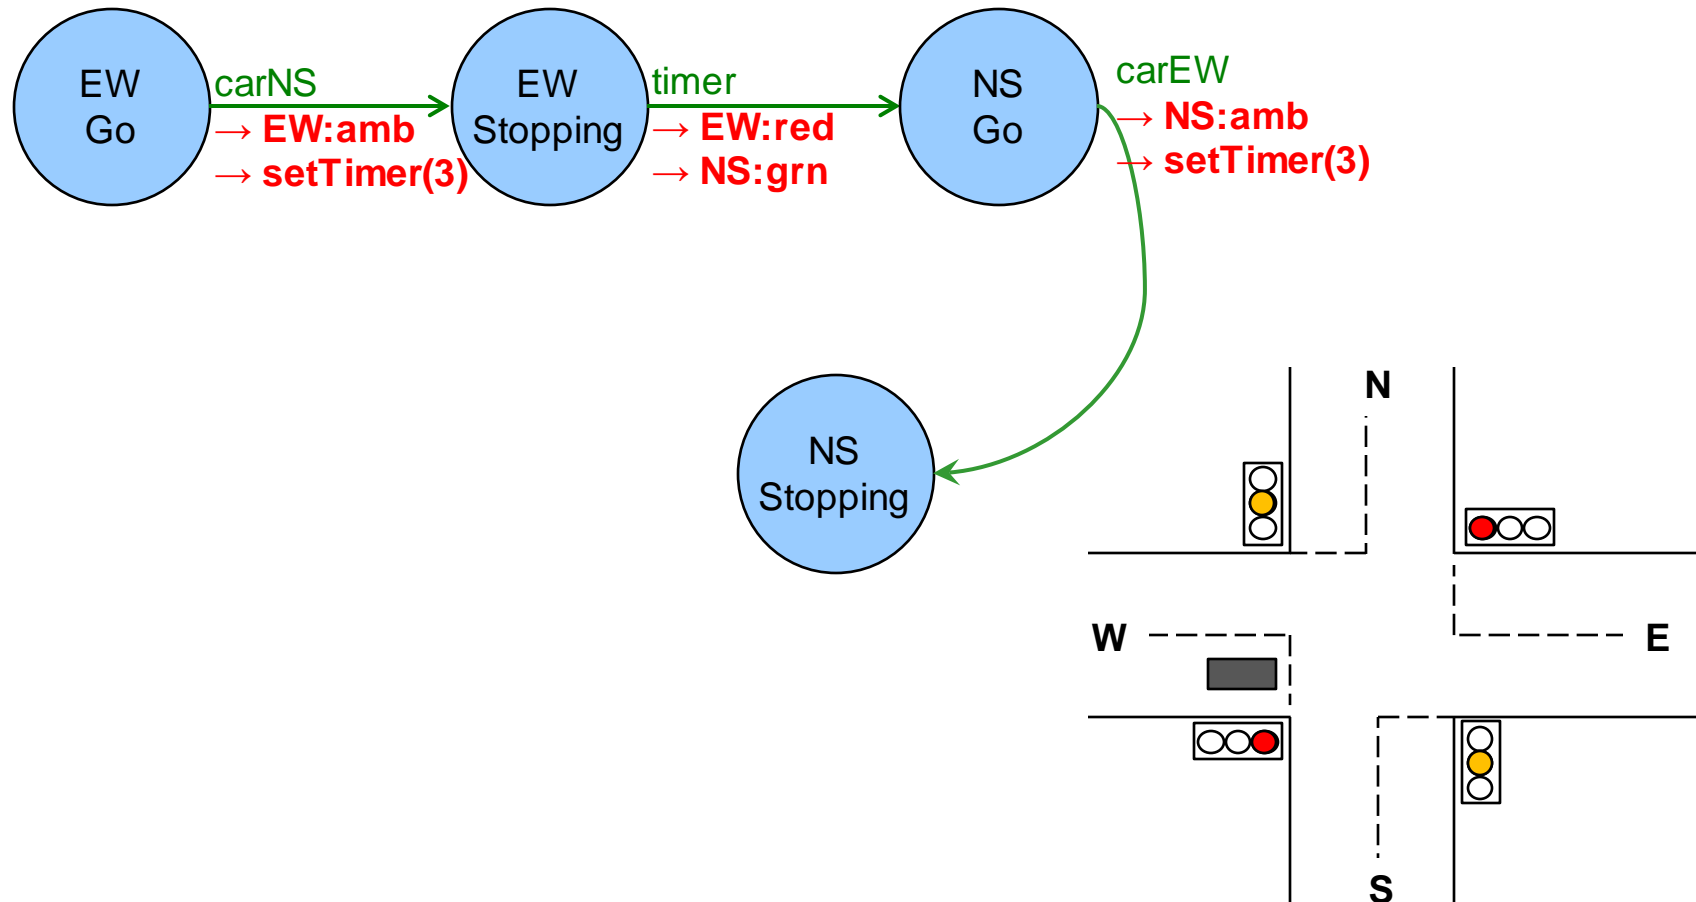 EW
Go
carNS
→ EW:amb
→ setTimer(3)
EW
Stopping
timer
→ EW:red
→ NS:grn
NS
Go
carEW
→ NS:amb
→ setTimer(3)
NS
Stopping
N
W
E
S